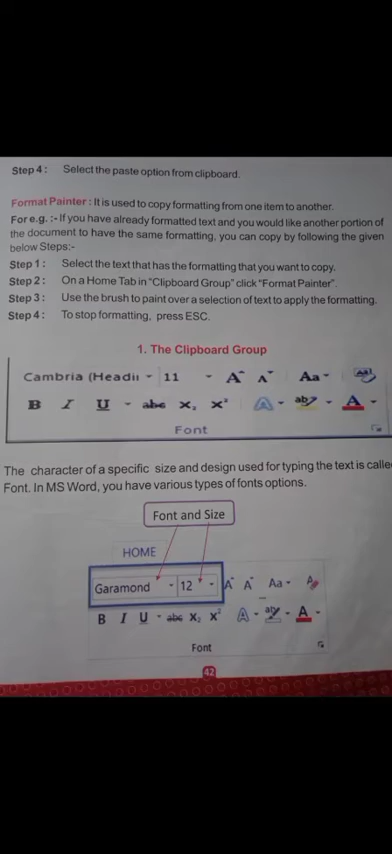 Step 4: Select the paste option from clipboard.
Format Painter : It is used to copy formatting from one item to another.
For e.g. :- If you have already formatted text and you would like another portion of
the document to have the same formatting, you can copy by following the given
below Steps:-
Step 1: Select the text that has the formatting that you want to copy.
Step 2: On a Home Tab in "Clipboard Group" click "Format Painter".
Step 3: Use the brush to paint over a selection of text to apply the formatting.
Step 4: To stop formatting, press ESC.
1. The Clipboard Group
Cambria (Headii 11 A A Aa
B I U abc X₂ X² A aby A
Font
The character of a specific size and design used for typing the text is calle
Font. In MS Word, you have various types of fonts options.
Font and Size
HOME
Garamond 12 A A Aa A
B I U abc X₂ X² A aby A
Font
42